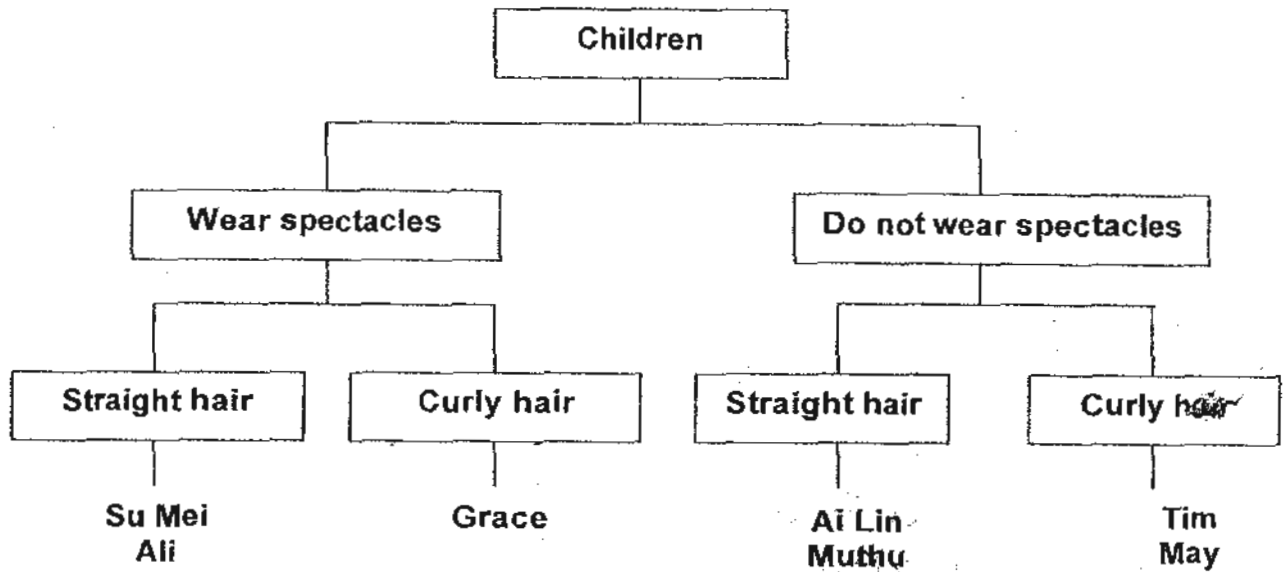 Children
Wear spectacles
Do not wear spectacles
Straight hair
Curly hair
Straight hair
Curly hair
Su Mei
Ali
Grace
Ai Lin
Muthu
Tim
May